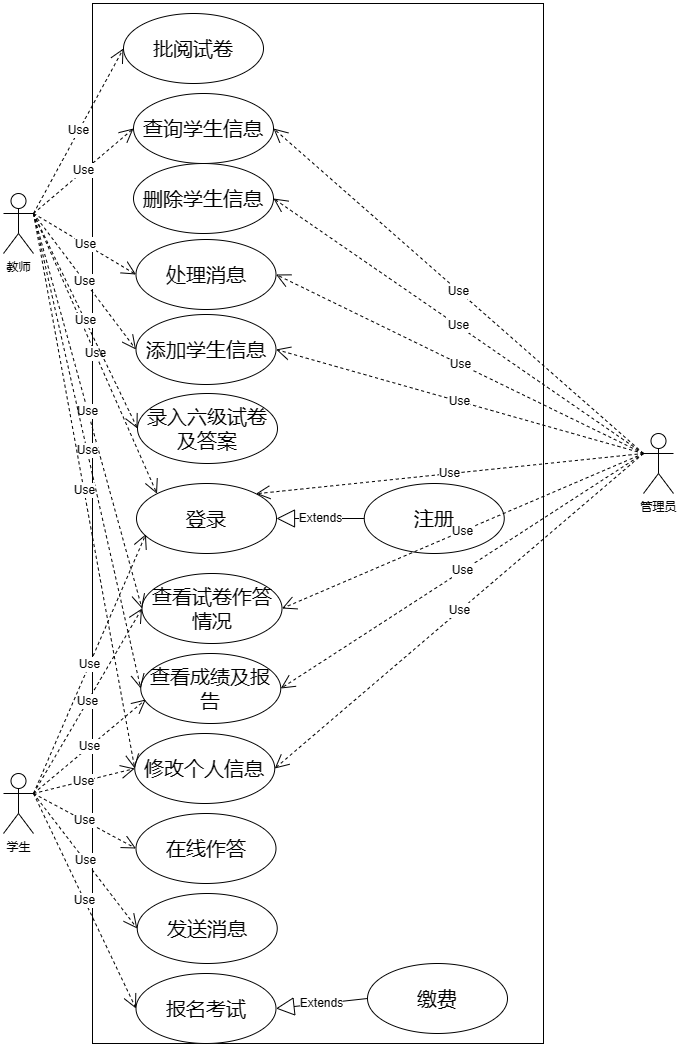 批阅试卷
Use
查询学生信息
Use
删除学生信息
教师
Use
处理消息
Use
Use
Use
添加学生信息
Use
Use
Use
Use
Use
录入六级试卷
及答案
Use
Use
管理员
Use
登录
Extends
注册
Use
Use
查看试卷作答
情况
Use
Use
查看成绩及报
告
Use
Use
修改个人信息
Use
学生
Use
在线作答
Use
Use
发送消息
报名考试
Extends
缴费